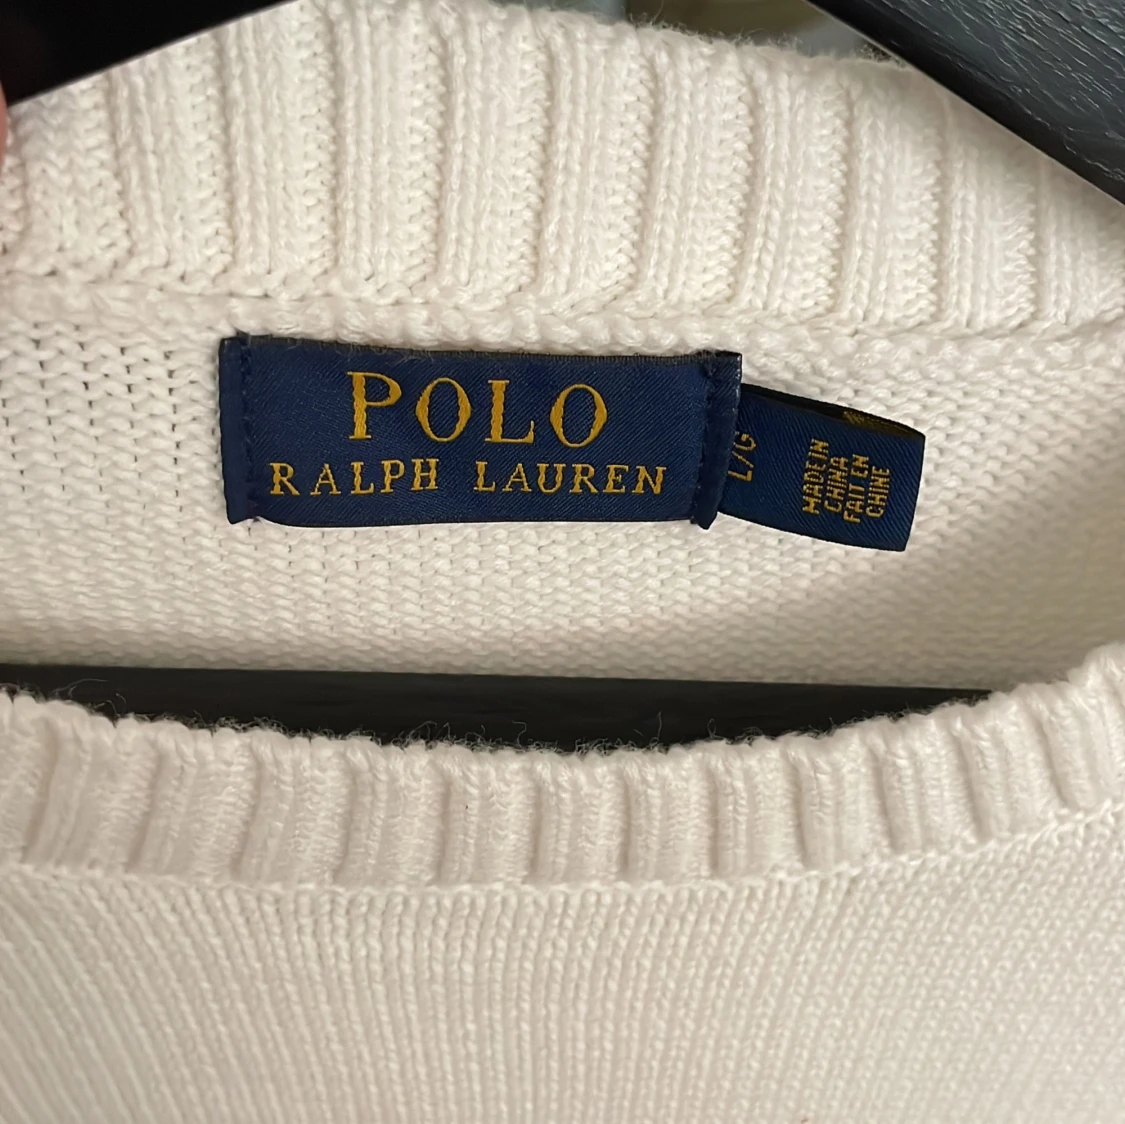 POLO
RALPH LAUREN
L/G
MADE IN
CHINA
FAIT EN
CHINE